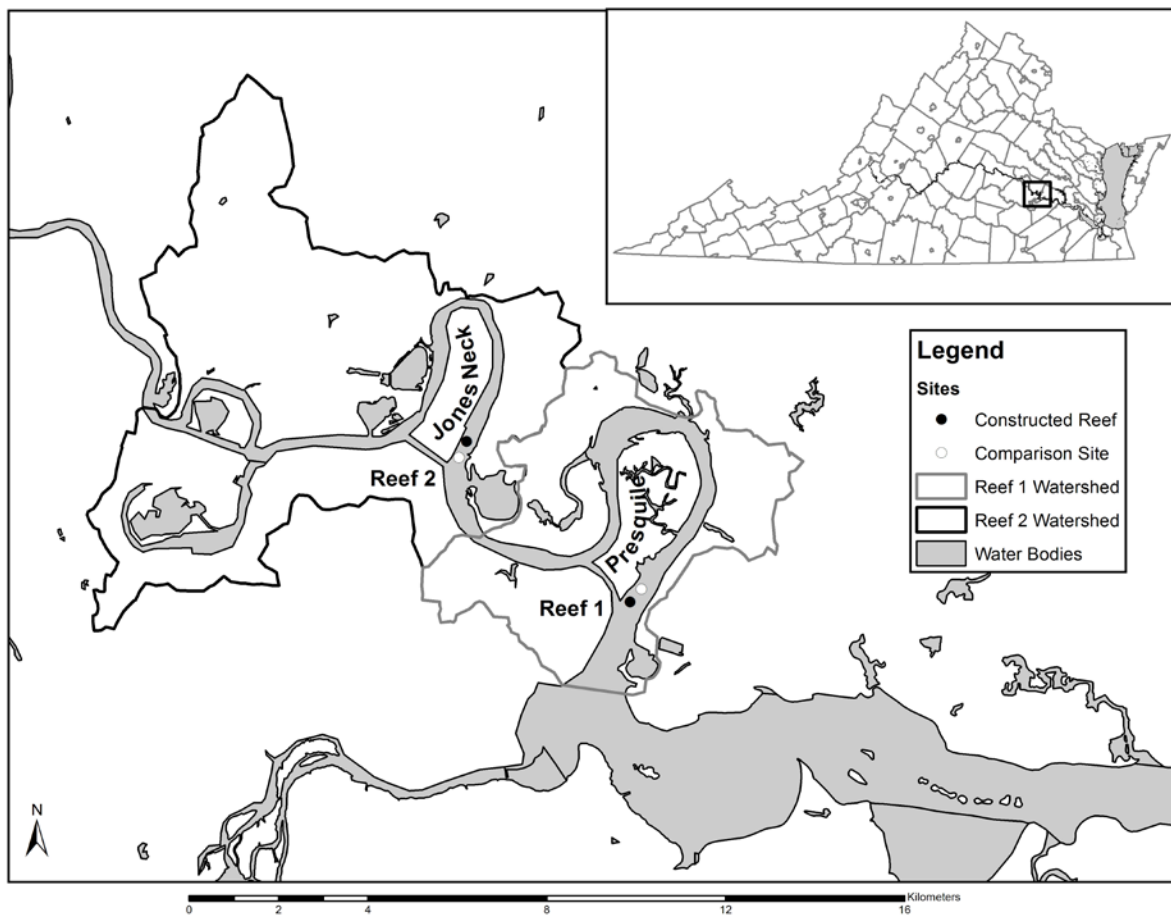 Jones Neck
Reef 2
Presquile
Reef 1
Legend
Sites
Constructed Reef
Comparison Site
Reef 1 Watershed
Reef 2 Watershed
Water Bodies
N
Kilometers
0 2 4 8 12 16